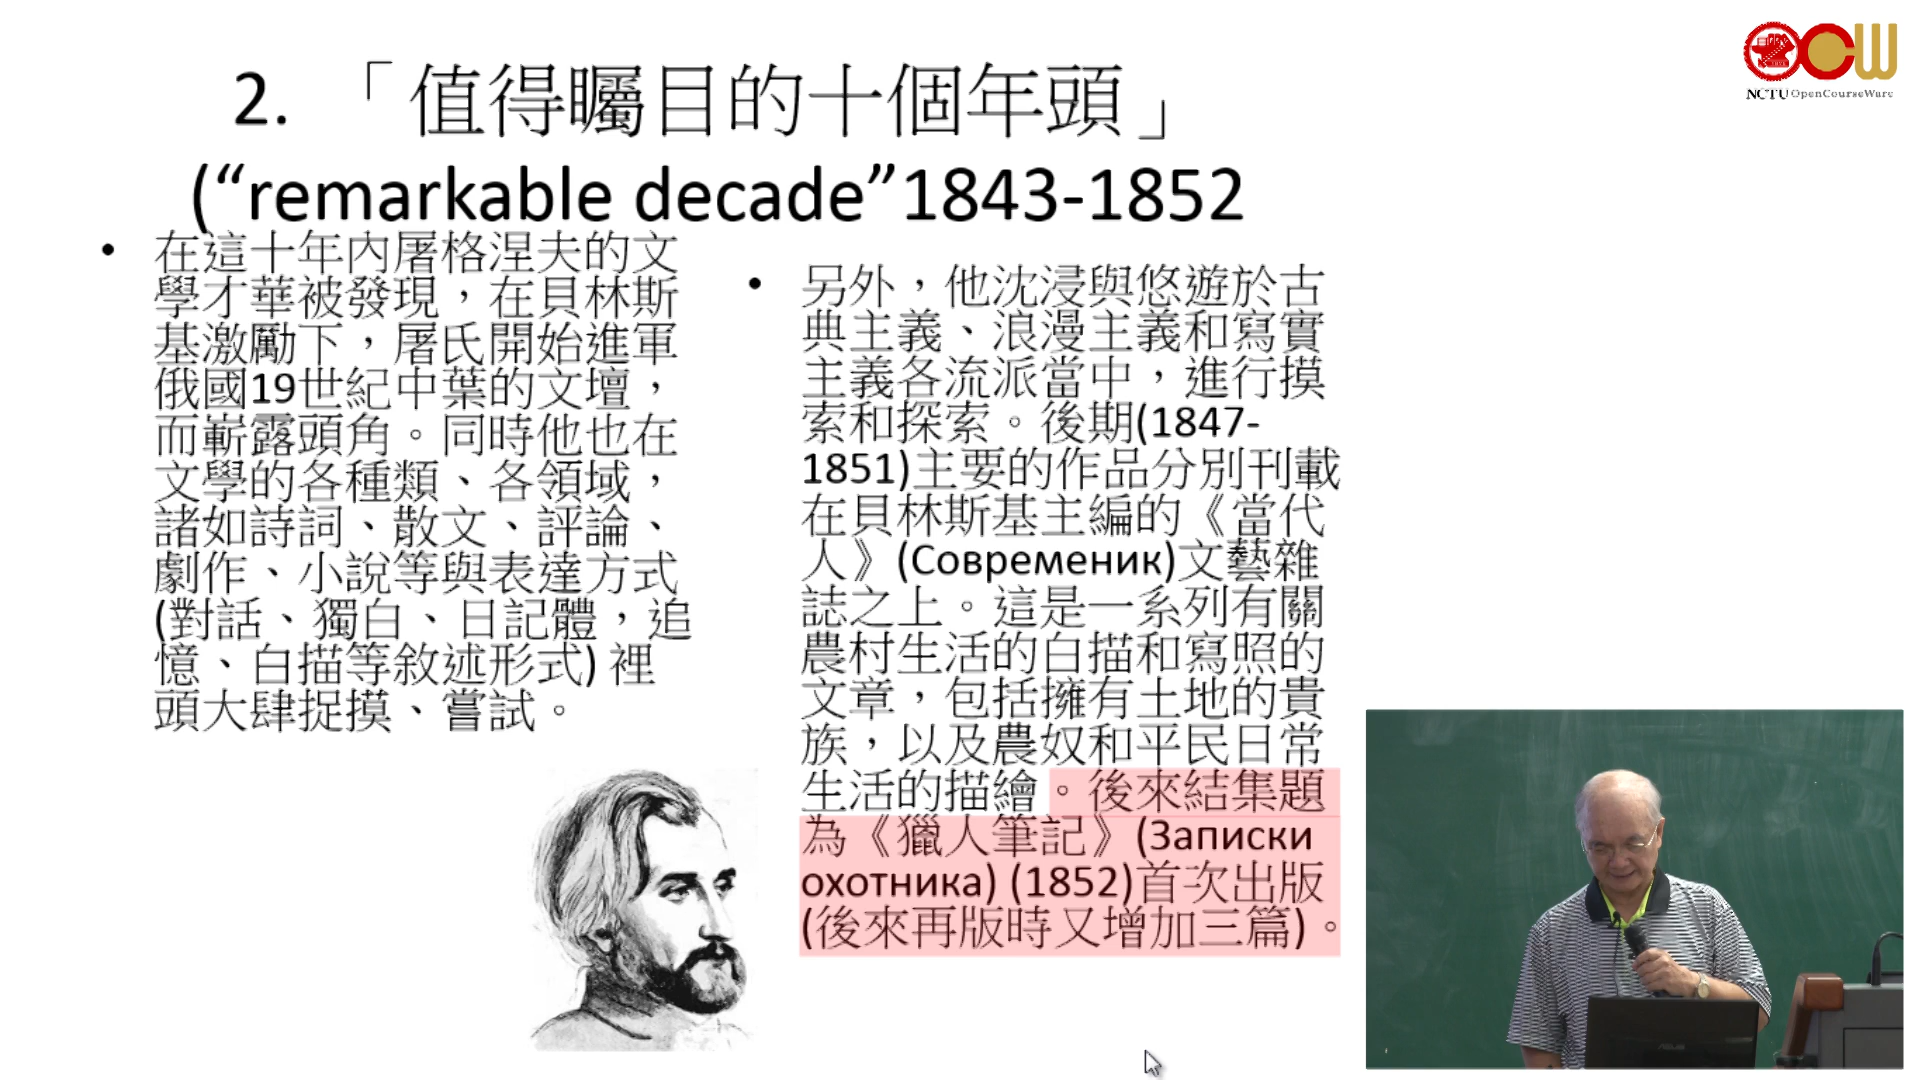 2. 「值得矚目的十個年頭」
(“remarkable decade”1843-1852
• 在這十年內屠格涅夫的文
學才華被發現，在貝林斯
基激勵下，屠氏開始進軍
俄國19世紀中葉的文壇，
而嶄露頭角。同時他也在
文學的各種類、各領域，
諸如詩詞、散文、評論、
劇作、小說等與表達方式
(對話、獨白、日記體，追
憶、白描等敘述形式) 裡
頭大肆捉摸、嘗試。
• 另外，他沈浸與悠遊於古
典主義、浪漫主義和寫實
主義各流派當中，進行摸
索和探索。後期(1847-
1851)主要的作品分別刊載
在貝林斯基主編的《當代
人》(Современик)文藝雜
誌之上。這是一系列有關
農村生活的白描和寫照的
文章，包括擁有土地的貴
族，以及農奴和平民日常
生活的描繪。後來結集題
為《獵人筆記》(Записки
охотника) (1852)首次出版
(後來再版時又增加三篇)。
OCW
NCTU OpenCourseWare
ASUS